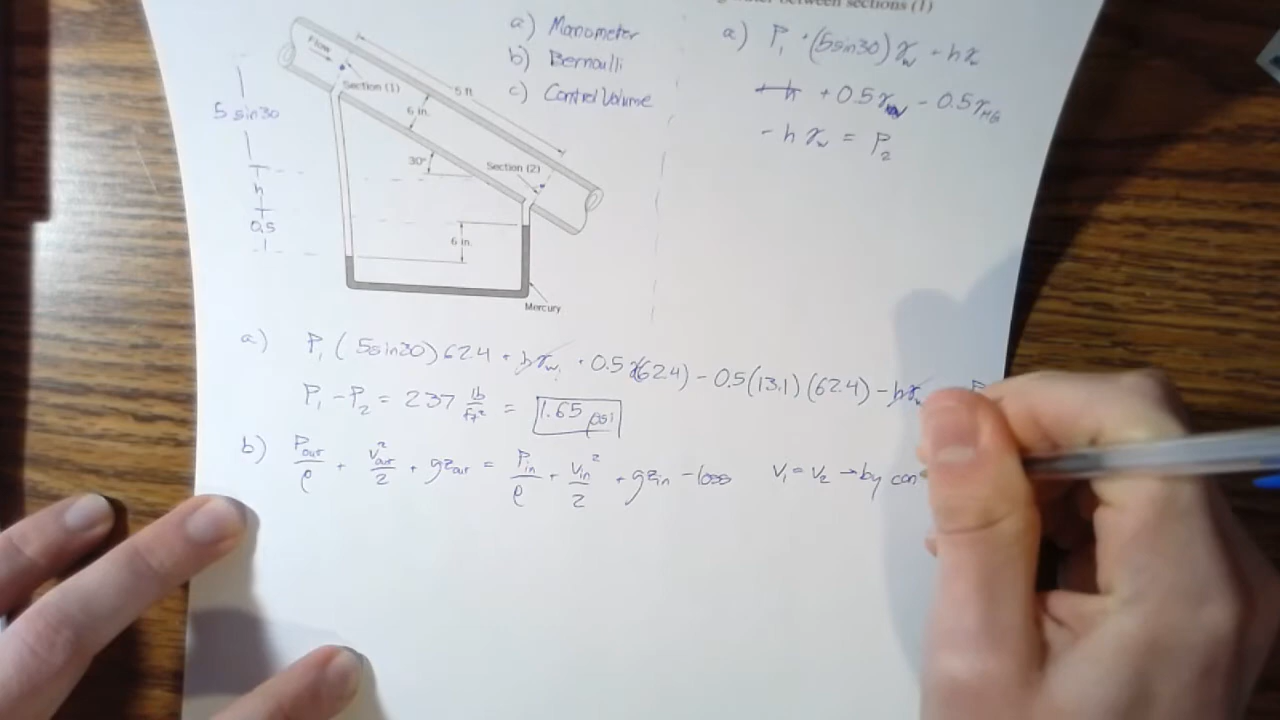 between sections (1)
a) Manometer
b) Bernoulli
c) Control Volume
a) P1 + (5sin30)γw + hγw
+ 0.5γw - 0.5γHG
- hγw = P2
Flow
Section (1)
5 ft
6 in.
30°
Section (2)
6 in.
Mercury
5 sin30
h
0.5
a) P1 (5sin30)62.4 + hγw + 0.5(62.4) - 0.5(13.1)(62.4) - hγw
P1 - P2 = 237 lb/ft² = 1.65 psi
b) Pout/ρ + Vout²/2 + gzout = Pin/ρ + Vin²/2 + gzin - loss V1 = V2 → by con